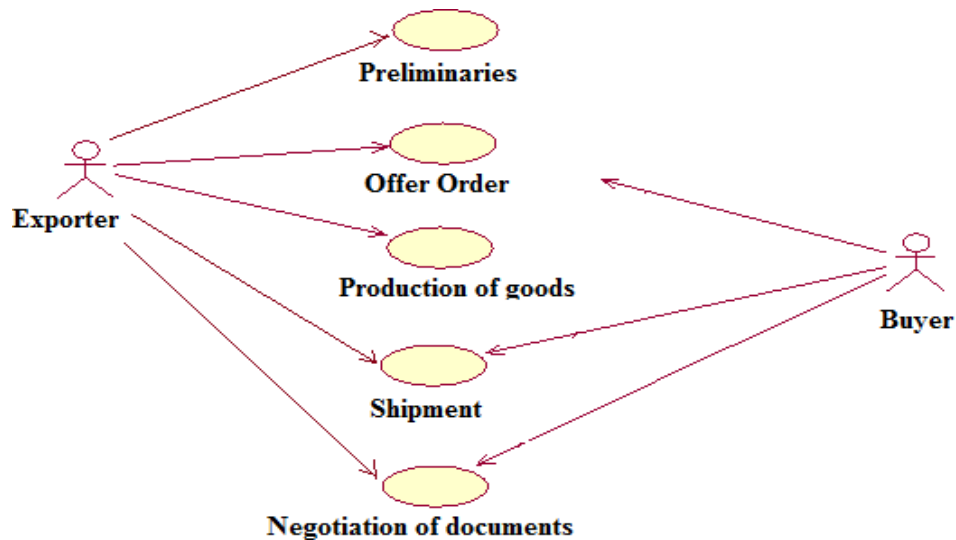 Preliminaries
Offer Order
Exporter
Production of goods
Buyer
Shipment
Negotiation of documents